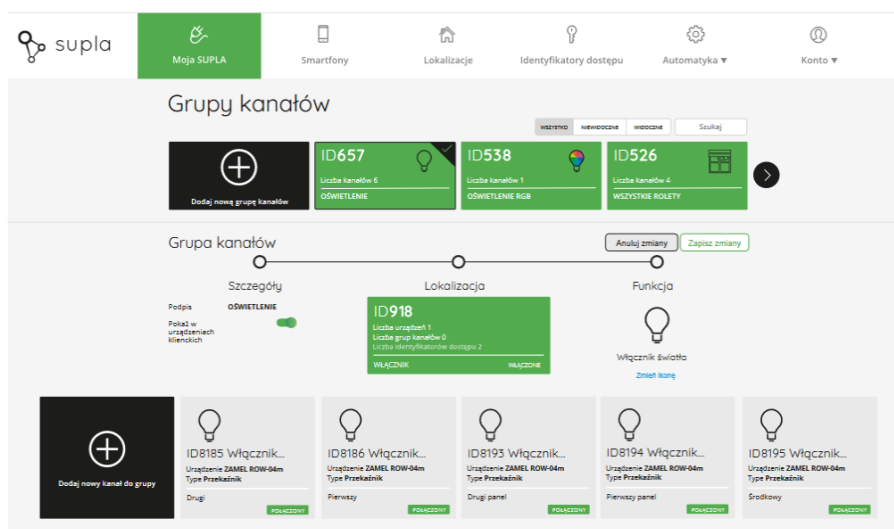 supla
Moja SUPLA
Smartfony
Lokalizacje
Identyfikatory dostępu
Automatyka ▼
Konto ▼
Grupy kanałów
WSZYSTKO
NIEWIDOCZNE
WIDOCZNE
Szukaj
Dodaj nową grupę kanałów
ID657
Liczba kanałów 6
OŚWIETLENIE
ID538
Liczba kanałów 1
OŚWIETLENIE RGB
ID526
Liczba kanałów 4
WSZYSTKIE ROLETY
Grupa kanałów
Anuluj zmiany
Zapisz zmiany
Szczegóły
Lokalizacja
Funkcja
Podpis
OŚWIETLENIE
Pokaż w
urządzeniach
klienckich
ID918
Liczba urządzeń 1
Liczba grup kanałów 0
Liczba identyfikatorów dostępu 2
WŁĄCZNIK
WŁĄCZONE
Włącznik światła
Zmień ikonę
Dodaj nowy kanał do grupy
ID8185 Włącznik...
Urządzenie ZAMEL ROW-04m
Type Przekaźnik
Drugi
POŁĄCZONY
ID8186 Włącznik...
Urządzenie ZAMEL ROW-04m
Type Przekaźnik
Pierwszy
POŁĄCZONY
ID8193 Włącznik...
Urządzenie ZAMEL ROW-04m
Type Przekaźnik
Drugi panel
POŁĄCZONY
ID8194 Włącznik...
Urządzenie ZAMEL ROW-04m
Type Przekaźnik
Pierwszy panel
POŁĄCZONY
ID8195 Włącznik...
Urządzenie ZAMEL ROW-04m
Type Przekaźnik
Środkowy
POŁĄCZONY